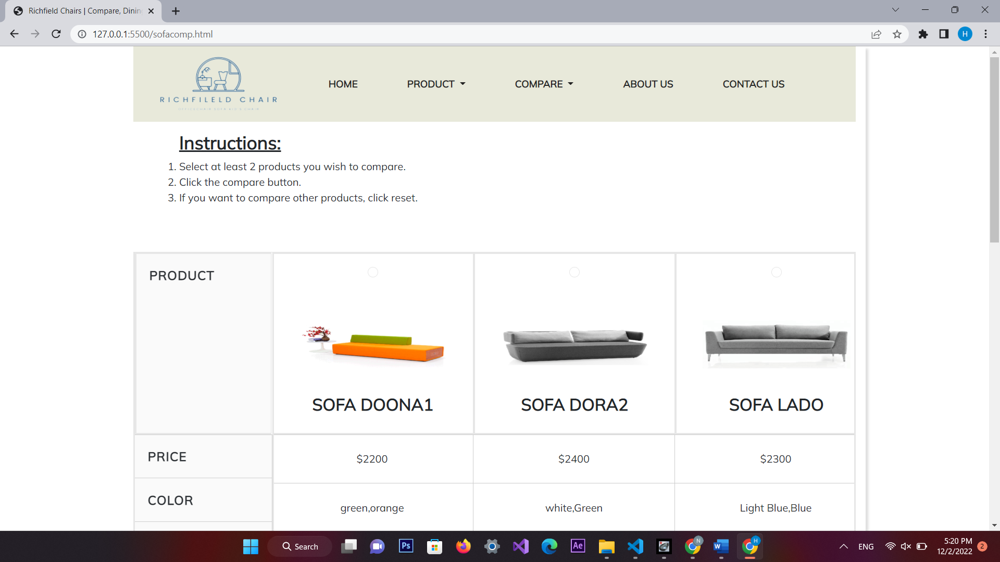 Richfield Chairs | Compare, Dinin
127.0.0.1:5500/sofacomp.html
H
RICHFILELD CHAIR
HOME
PRODUCT
COMPARE
ABOUT US
CONTACT US
Instructions:
1. Select at least 2 products you wish to compare.
2. Click the compare button.
3. If you want to compare other products, click reset.
PRODUCT
SOFA DOONA1
SOFA DORA2
SOFA LADO
PRICE
$2200
$2400
$2300
COLOR
green,orange
white,Green
Light Blue,Blue
Search
Ps
Ae
N
W
H
ENG
5:20 PM
12/2/2022
2